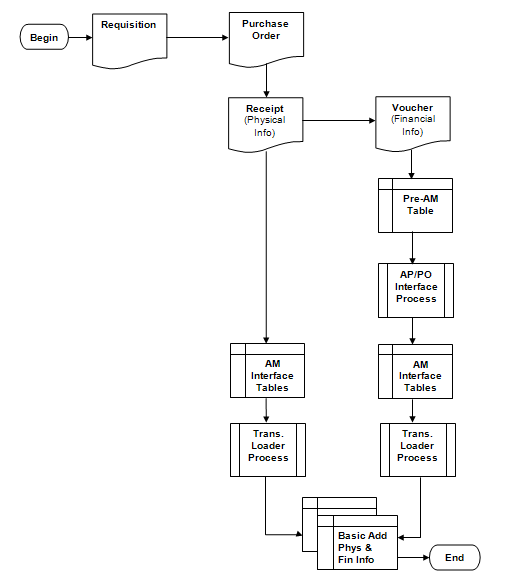 Begin
Requisition
Purchase
Order
Receipt
(Physical
Info)
Voucher
(Financial
Info)
Pre-AM
Table
AP/PO
Interface
Process
AM
Interface
Tables
AM
Interface
Tables
Trans.
Loader
Process
Trans.
Loader
Process
Basic Add
Phys &
Fin Info
End